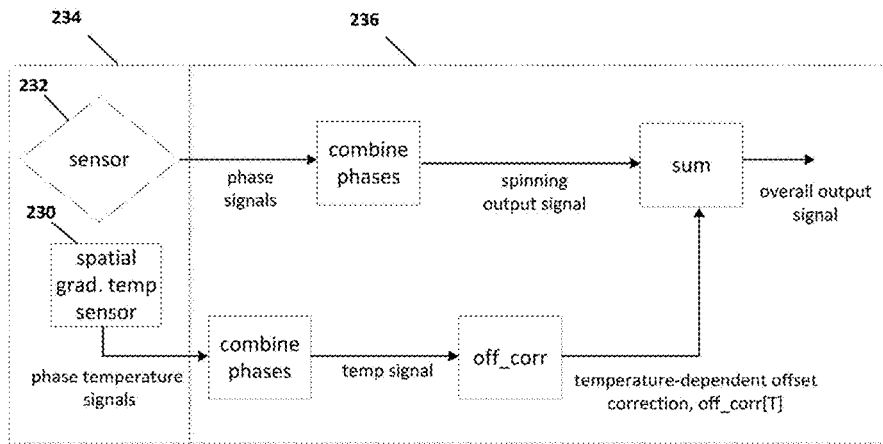 234
236
232
sensor
phase
signals
combine
phases
spinning
output signal
sum
overall output
signal
230
spatial
grad. temp
sensor
phase temperature
signals
combine
phases
temp signal
off_corr
temperature-dependent offset
correction, off_corr[T]